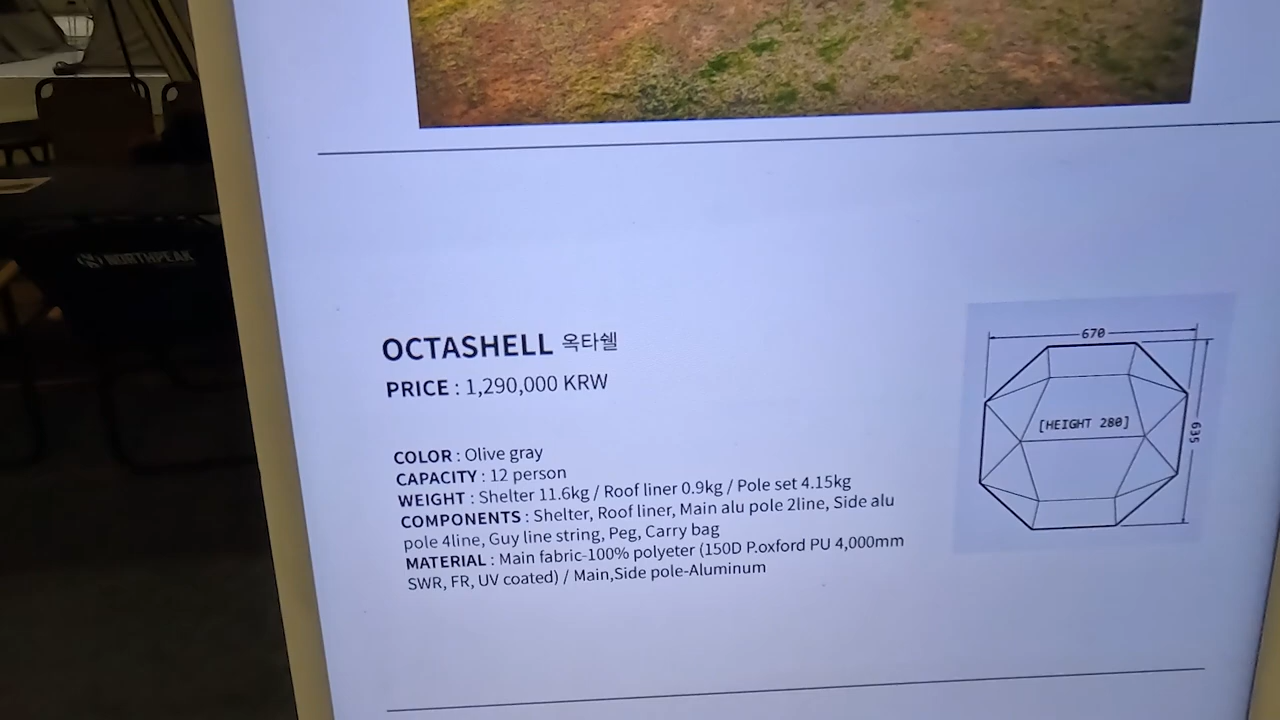 NORTHPEAK
OCTASHELL 옥타쉘
PRICE : 1,290,000 KRW
COLOR : Olive gray
CAPACITY : 12 person
WEIGHT : Shelter 11.6kg / Roof liner 0.9kg / Pole set 4.15kg
COMPONENTS : Shelter, Roof liner, Main alu pole 2line, Side alu
pole 4line, Guy line string, Peg, Carry bag
MATERIAL : Main fabric-100% polyeter (150D P.oxford PU 4,000mm
SWR, FR, UV coated) / Main,Side pole-Aluminum
670
[HEIGHT 280]
635